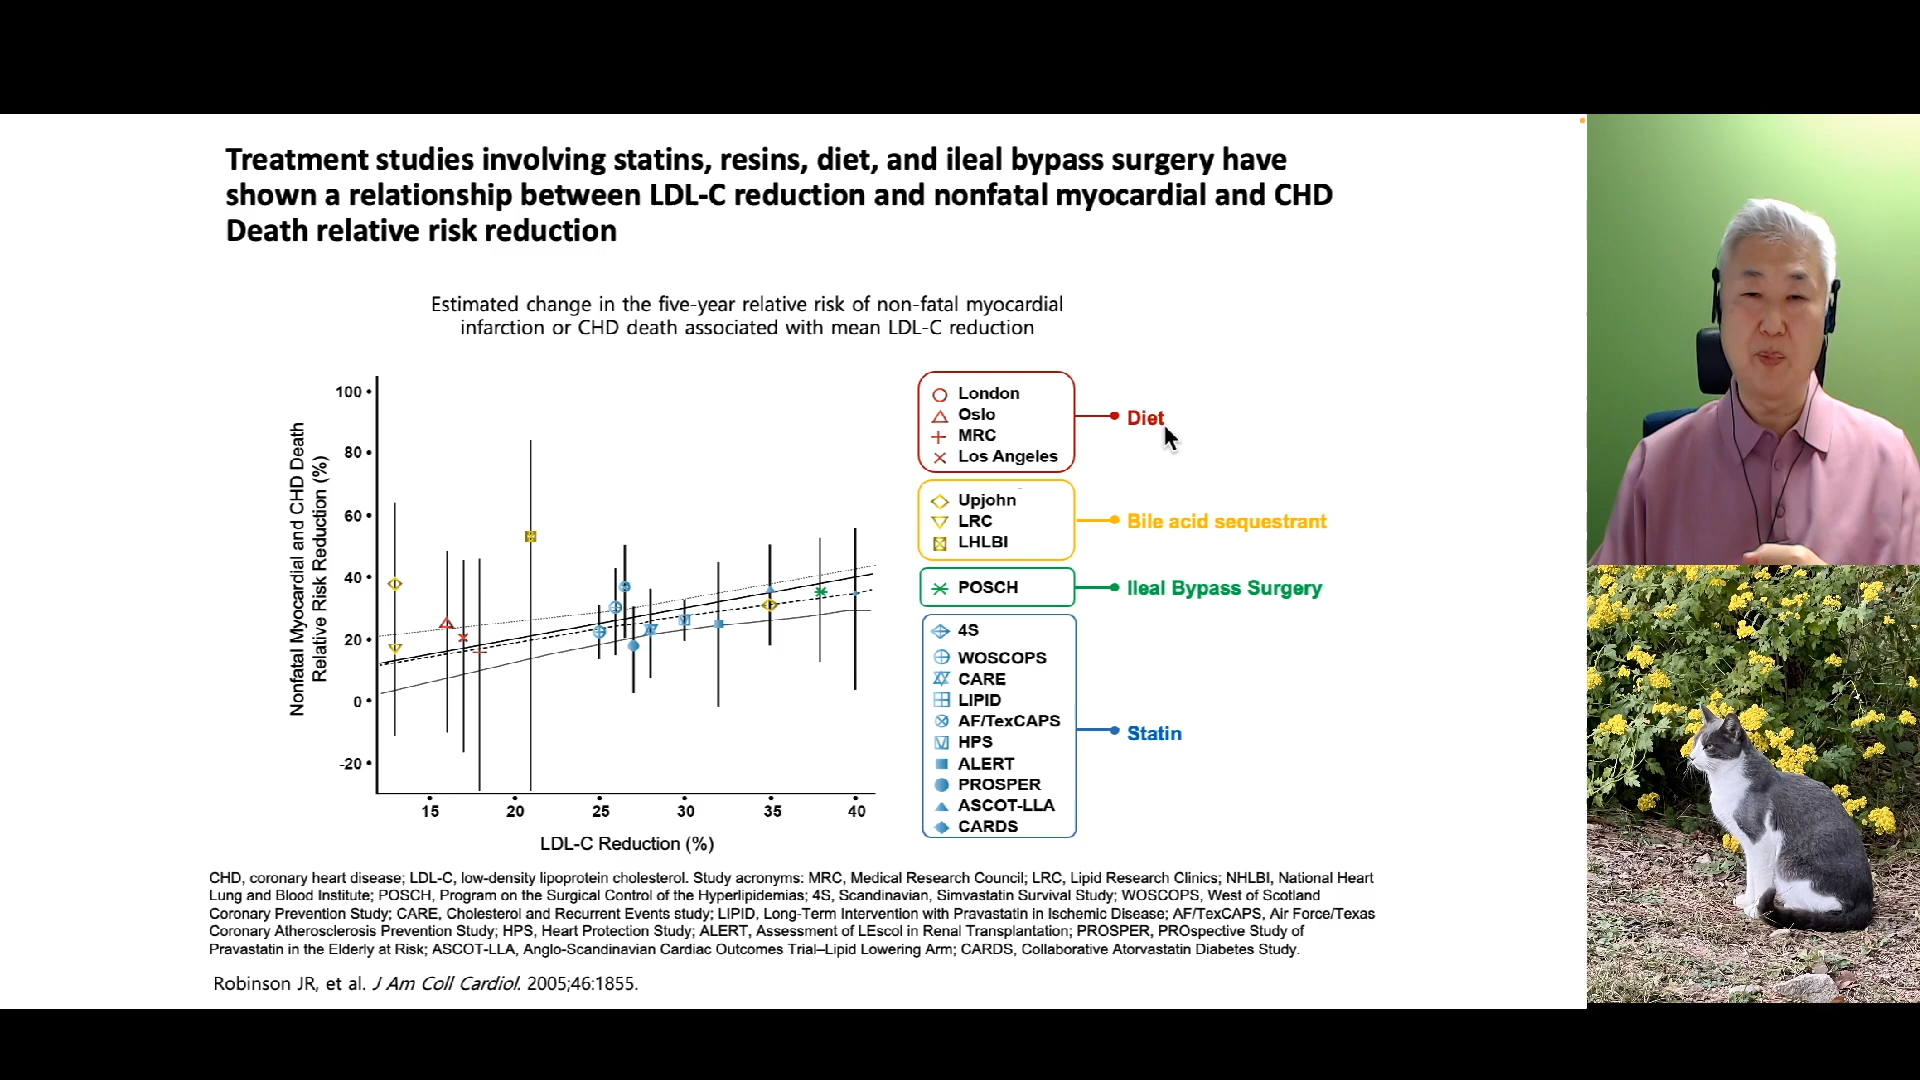 Treatment studies involving statins, resins, diet, and ileal bypass surgery have
shown a relationship between LDL-C reduction and nonfatal myocardial and CHD
Death relative risk reduction
Estimated change in the five-year relative risk of non-fatal myocardial
infarction or CHD death associated with mean LDL-C reduction
Nonfatal Myocardial and CHD Death
Relative Risk Reduction (%)
100
80
60
40
20
0
-20
15 20 25 30 35 40
LDL-C Reduction (%)
London
Oslo
MRC
Los Angeles
Diet
Upjohn
LRC
LHLBI
Bile acid sequestrant
POSCH
Ileal Bypass Surgery
4S
WOSCOPS
CARE
LIPID
AF/TexCAPS
HPS
ALERT
PROSPER
ASCOT-LLA
CARDS
Statin
CHD, coronary heart disease; LDL-C, low-density lipoprotein cholesterol. Study acronyms: MRC, Medical Research Council; LRC, Lipid Research Clinics; NHLBI, National Heart
Lung and Blood Institute; POSCH, Program on the Surgical Control of the Hyperlipidemias; 4S, Scandinavian, Simvastatin Survival Study; WOSCOPS, West of Scotland
Coronary Prevention Study; CARE, Cholesterol and Recurrent Events study; LIPID, Long-Term Intervention with Pravastatin in Ischemic Disease; AF/TexCAPS, Air Force/Texas
Coronary Atherosclerosis Prevention Study; HPS, Heart Protection Study; ALERT, Assessment of LEscol in Renal Transplantation; PROSPER, PROspective Study of
Pravastatin in the Elderly at Risk; ASCOT-LLA, Anglo-Scandinavian Cardiac Outcomes Trial–Lipid Lowering Arm; CARDS, Collaborative Atorvastatin Diabetes Study.
Robinson JR, et al. J Am Coll Cardiol. 2005;46:1855.